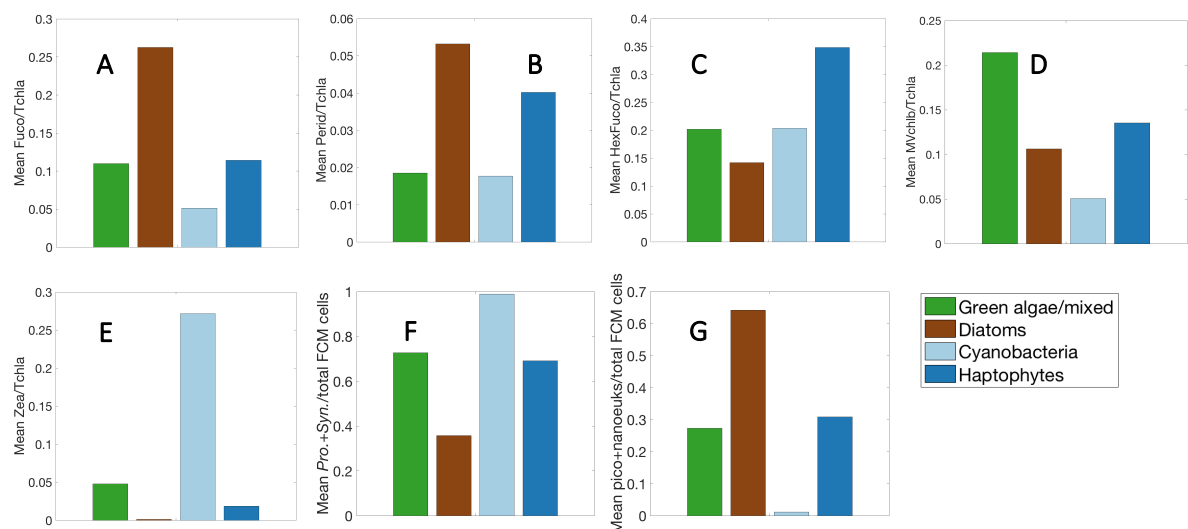 A
Mean Fuco/Tchla
0.3
0.25
0.2
0.15
0.1
0.05
0
B
Mean Perid/Tchla
0.06
0.05
0.04
0.03
0.02
0.01
0
C
Mean HexFuco/Tchla
0.4
0.35
0.3
0.25
0.2
0.15
0.1
0.05
0
D
Mean MVchlb/Tchla
0.25
0.2
0.15
0.1
0.05
0
E
Mean Zea/Tchla
0.3
0.25
0.2
0.15
0.1
0.05
0
F
Mean Pro.+Syn./total FCM cells
1
0.8
0.6
0.4
0.2
0
G
Mean pico+nanoeuks/total FCM cells
0.7
0.6
0.5
0.4
0.3
0.2
0.1
0
Green algae/mixed
Diatoms
Cyanobacteria
Haptophytes